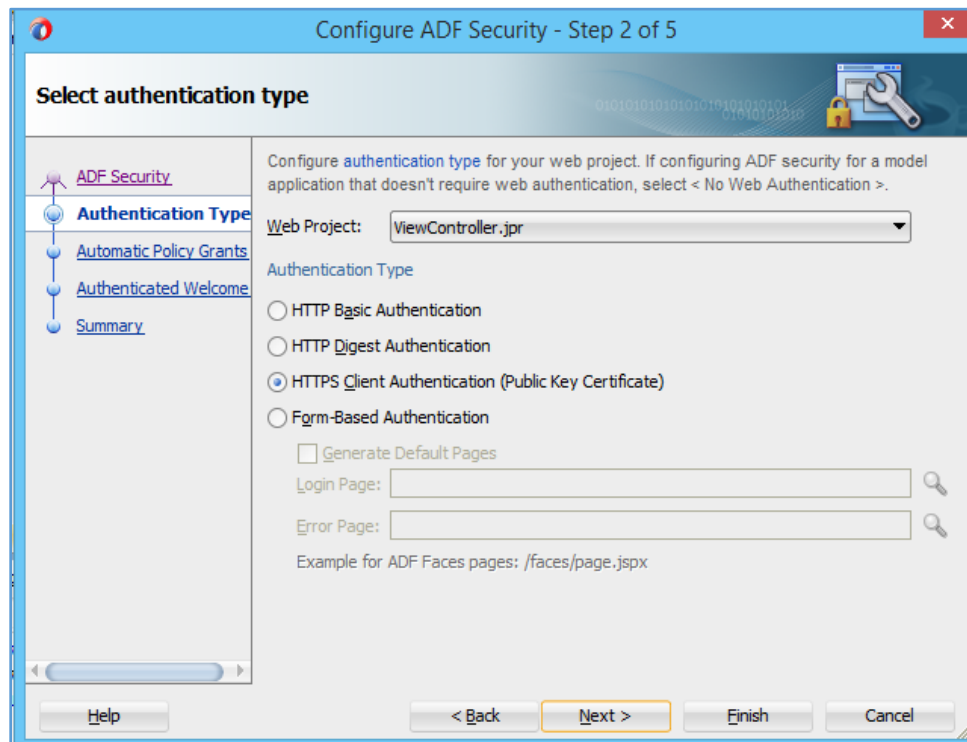 Configure ADF Security - Step 2 of 5
Select authentication type
ADF Security
Authentication Type
Automatic Policy Grants
Authenticated Welcome
Summary
Configure authentication type for your web project. If configuring ADF security for a model
application that doesn't require web authentication, select < No Web Authentication >.
Web Project: ViewController.jpr
Authentication Type
HTTP Basic Authentication
HTTP Digest Authentication
HTTPS Client Authentication (Public Key Certificate)
Form-Based Authentication
Generate Default Pages
Login Page:
Error Page:
Example for ADF Faces pages: /faces/page.jspx
Help < Back Next > Finish Cancel